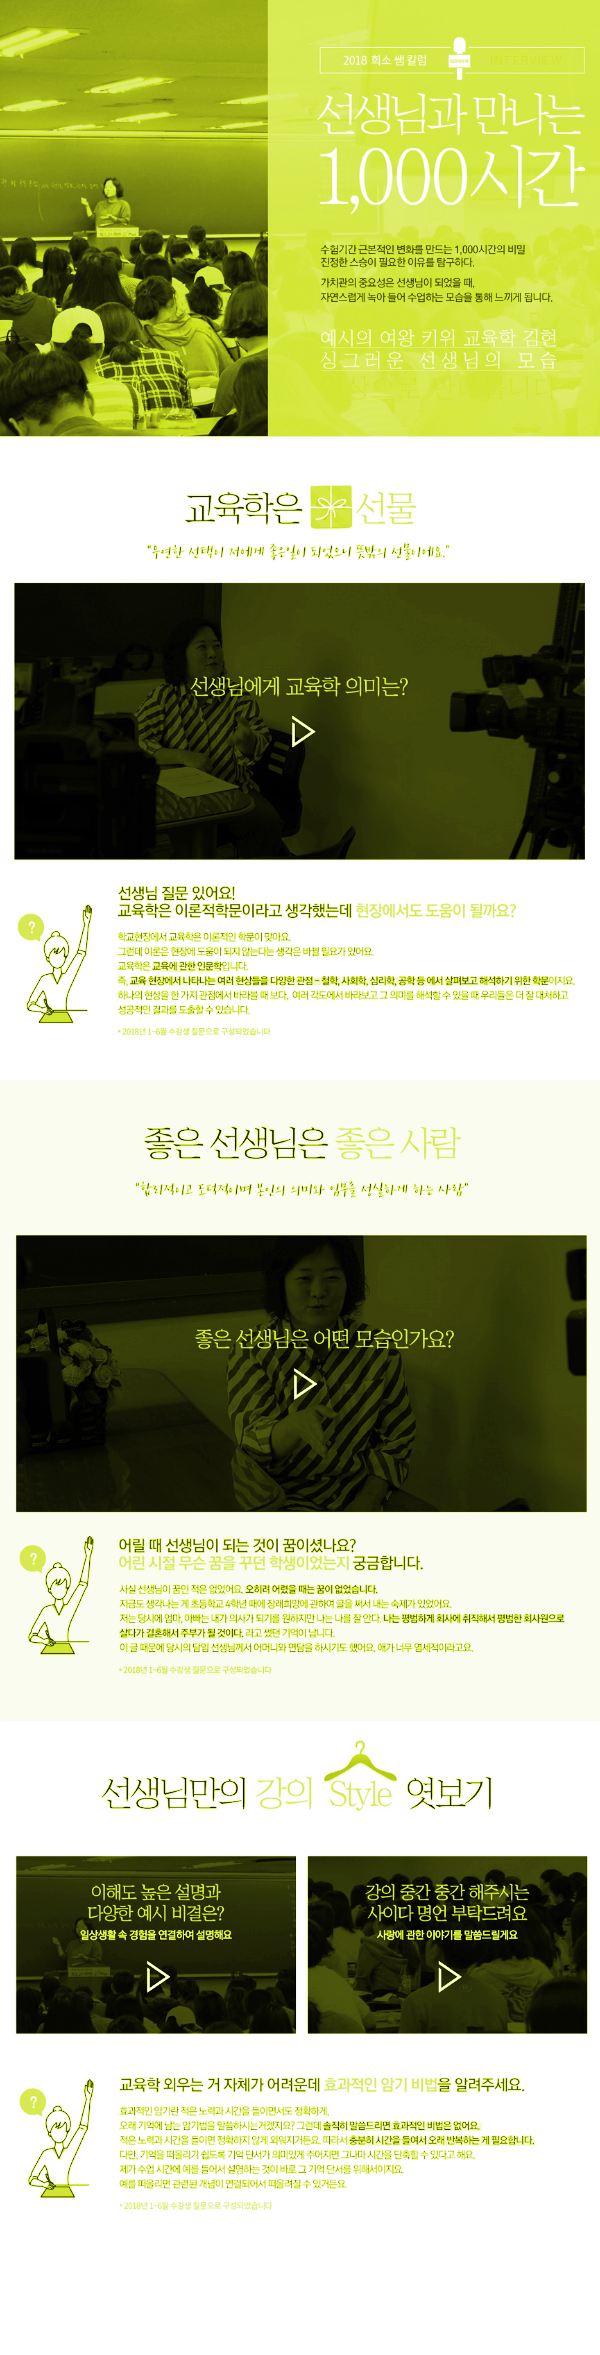 2018 희소 쌤 칼럼
INTERVIEW
선생님과 만나는
1,000시간
수험기간 근본적인 변화를 만드는 1,000시간의 비밀
진정한 스승이 필요한 이유를 탐구하다.
가치관의 중요성은 선생님이 되었을 때,
자연스럽게 녹아 들어 수업하는 모습을 통해 느끼게 됩니다.
예시의 여왕 키위 교육학 김현
싱그러운 선생님의 모습
교육학은 선물
"우연한 선택이 저에게 좋은일이 되었으니 뜻밖의 선물이에요."
선생님에게 교육학 의미는?
선생님 질문 있어요!
교육학은 이론적학문이라고 생각했는데 현장에서도 도움이 될까요?
?
학교현장에서 교육학은 이론적인 학문이 맞아요.
그런데 이론은 현장에 도움이 되지 않는다는 생각은 바뀔 필요가 있어요.
교육학은 교육에 관한 인문학입니다.
즉, 교육 현장에서 나타나는 여러 현상들을 다양한 관점 - 철학, 사회학, 심리학, 공학 등 에서 살펴보고 해석하기 위한 학문이지요.
하나의 현상을 한 가지 관점에서 바라볼 때 보다, 여러 각도에서 바라보고 그 의미를 해석할 수 있을 때 우리들은 더 잘 대처하고
성공적인 결과를 도출할 수 있습니다.
* 2018년 1~6월 수강생 질문으로 구성되었습니다
좋은 선생님은 좋은 사람
"합리적이고 도덕적이며 본인의 의미와 임무를 성실하게 하는 사람"
좋은 선생님은 어떤 모습인가요?
어릴 때 선생님이 되는 것이 꿈이셨나요?
어린 시절 무슨 꿈을 꾸던 학생이었는지 궁금합니다.
?
사실 선생님이 꿈인 적은 없었어요. 오히려 어렸을 때는 꿈이 없었습니다.
지금도 생각나는 게 초등학교 4학년 때에 장래희망에 관하여 글을 써서 내는 숙제가 있었어요.
저는 당시에 엄마, 아빠는 내가 의사가 되기를 원하지만 나는 나를 잘 안다. 나는 평범하게 회사에 취직해서 평범한 회사원으로
살다가 결혼해서 주부가 될 것이다. 라고 썼던 기억이 납니다.
이 글 때문에 당시의 담임 선생님께서 어머니와 면담을 하시기도 했어요. 애가 너무 염세적이라고요.
* 2018년 1~6월 수강생 질문으로 구성되었습니다
선생님만의 강의 Style 엿보기
이해도 높은 설명과
다양한 예시 비결은?
일상생활 속 경험을 연결하여 설명해요
강의 중간 중간 해주시는
사이다 명언 부탁드려요
사랑에 관한 이야기를 말씀드릴게요
교육학 외우는 거 자체가 어려운데 효과적인 암기 비법을 알려주세요.
?
효과적인 암기란 적은 노력과 시간을 들이면서도 정확하게,
오래 기억에 남는 암기법을 말씀하시는거겠지요? 그런데 솔직히 말씀드리면 효과적인 비법은 없어요.
적은 노력과 시간을 들이면 정확하지 않게 외워지거든요. 따라서 충분히 시간을 들여서 오래 반복하는 게 필요합니다.
다만, 기억을 떠올리기 쉽도록 기억 단서가 의미있게 주어지면 그나마 시간을 단축할 수 있다고 해요.
제가 수업 시간에 예를 들어서 설명하는 것이 바로 그 기억 단서를 위해서이지요.
예를 떠올리면 관련된 개념이 연결되어서 떠올려질 수 있거든요.
* 2018년 1~6월 수강생 질문으로 구성되었습니다